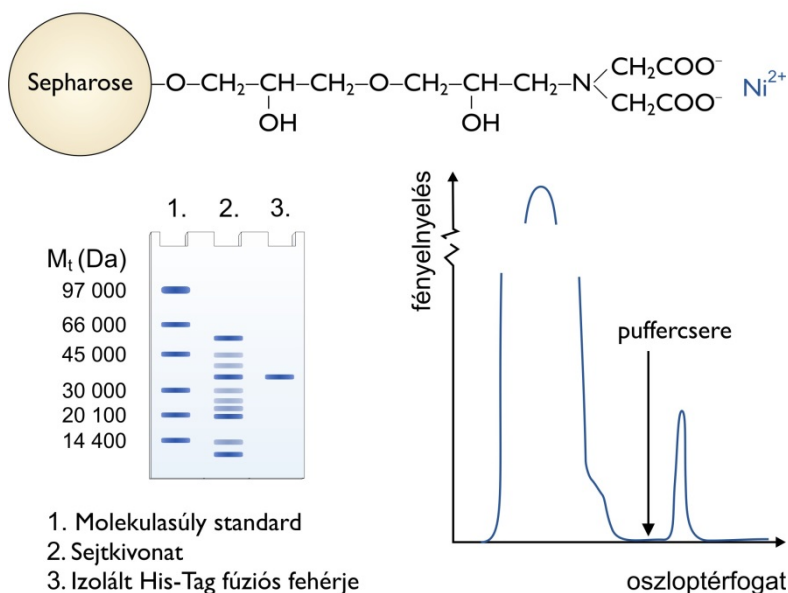 Sepharose
–O–CH₂–CH–CH₂–O–CH₂–CH–CH₂–N
CH₂COO⁻
CH₂COO⁻
Ni²⁺
OH
OH
1. 2. 3.
Mt (Da)
97 000
66 000
45 000
30 000
20 100
14 400
1. Molekulasúly standard
2. Sejtkivonat
3. Izolált His-Tag fúziós fehérje
fényelnyelés
puffercsere
oszloptérfogat